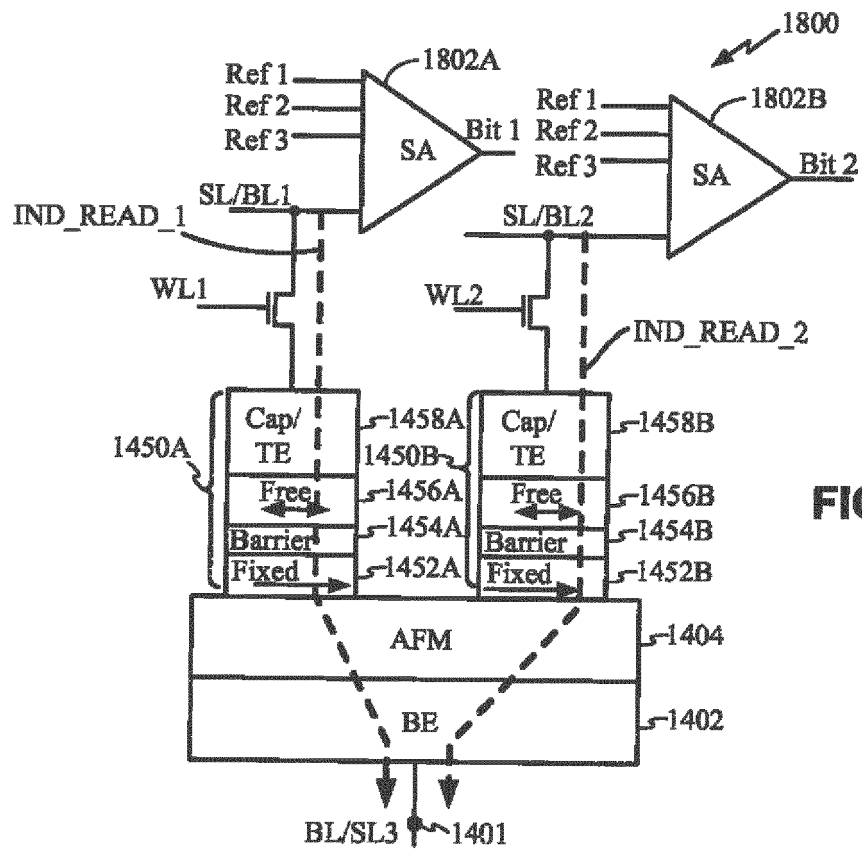 1800
1802A
Ref 1
Ref 2
Ref 3
SA
Bit 1
SL/BL1
IND_READ_1
WL1
1802B
Ref 1
Ref 2
Ref 3
SA
Bit 2
SL/BL2
WL2
IND_READ_2
1450A
Cap/
TE
1458A
Free
1456A
Barrier
1454A
Fixed
1452A
1450B
Cap/
TE
1458B
Free
1456B
Barrier
1454B
Fixed
1452B
FIG
AFM
1404
BE
1402
BL/SL3
1401